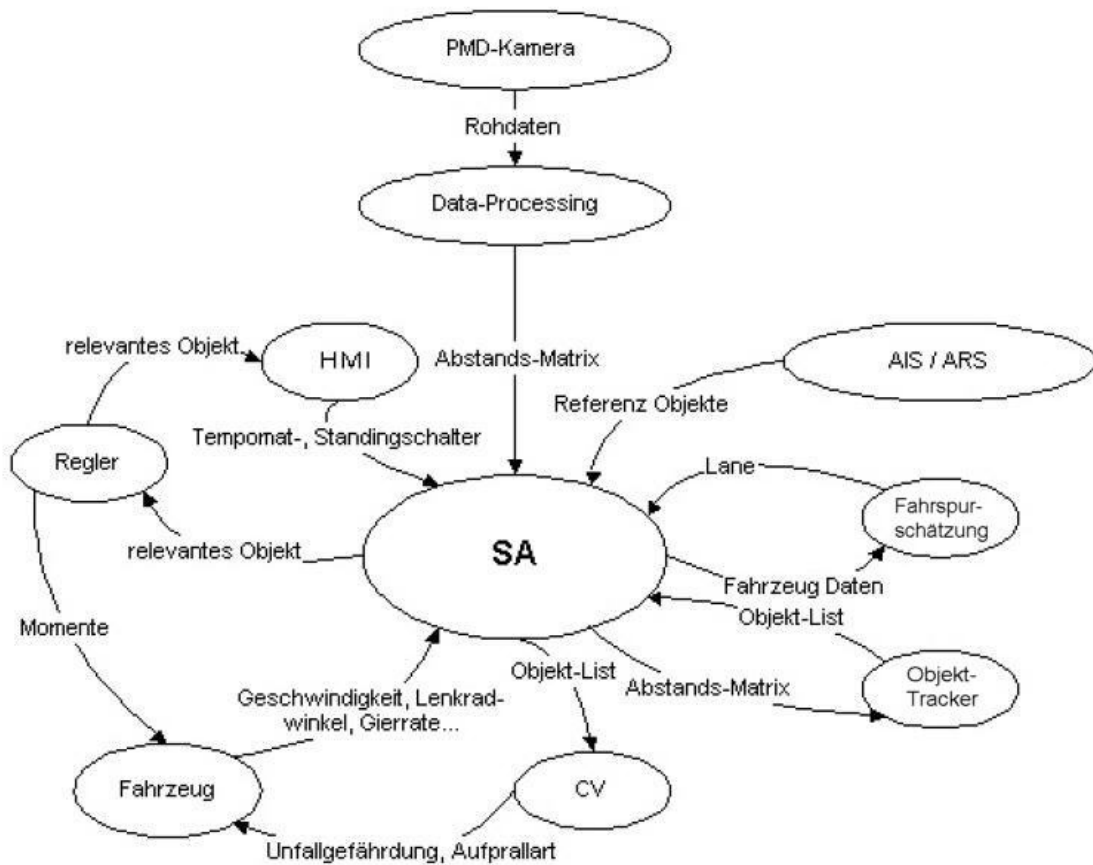 PMD-Kamera
Rohdaten
Data-Processing
relevantes Objekt
HMI
Abstands-Matrix
AIS / ARS
Referenz Objekte
Tempomat-, Standingschalter
Regler
Lane
Fahrspur-
schätzung
SA
relevantes Objekt
Fahrzeug Daten
Objekt-List
Momente
Objekt-List
Abstands-Matrix
Objekt-
Tracker
Geschwindigkeit, Lenkrad-
winkel, Gierrate...
Fahrzeug
CV
Unfallgefährdung, Aufprallart